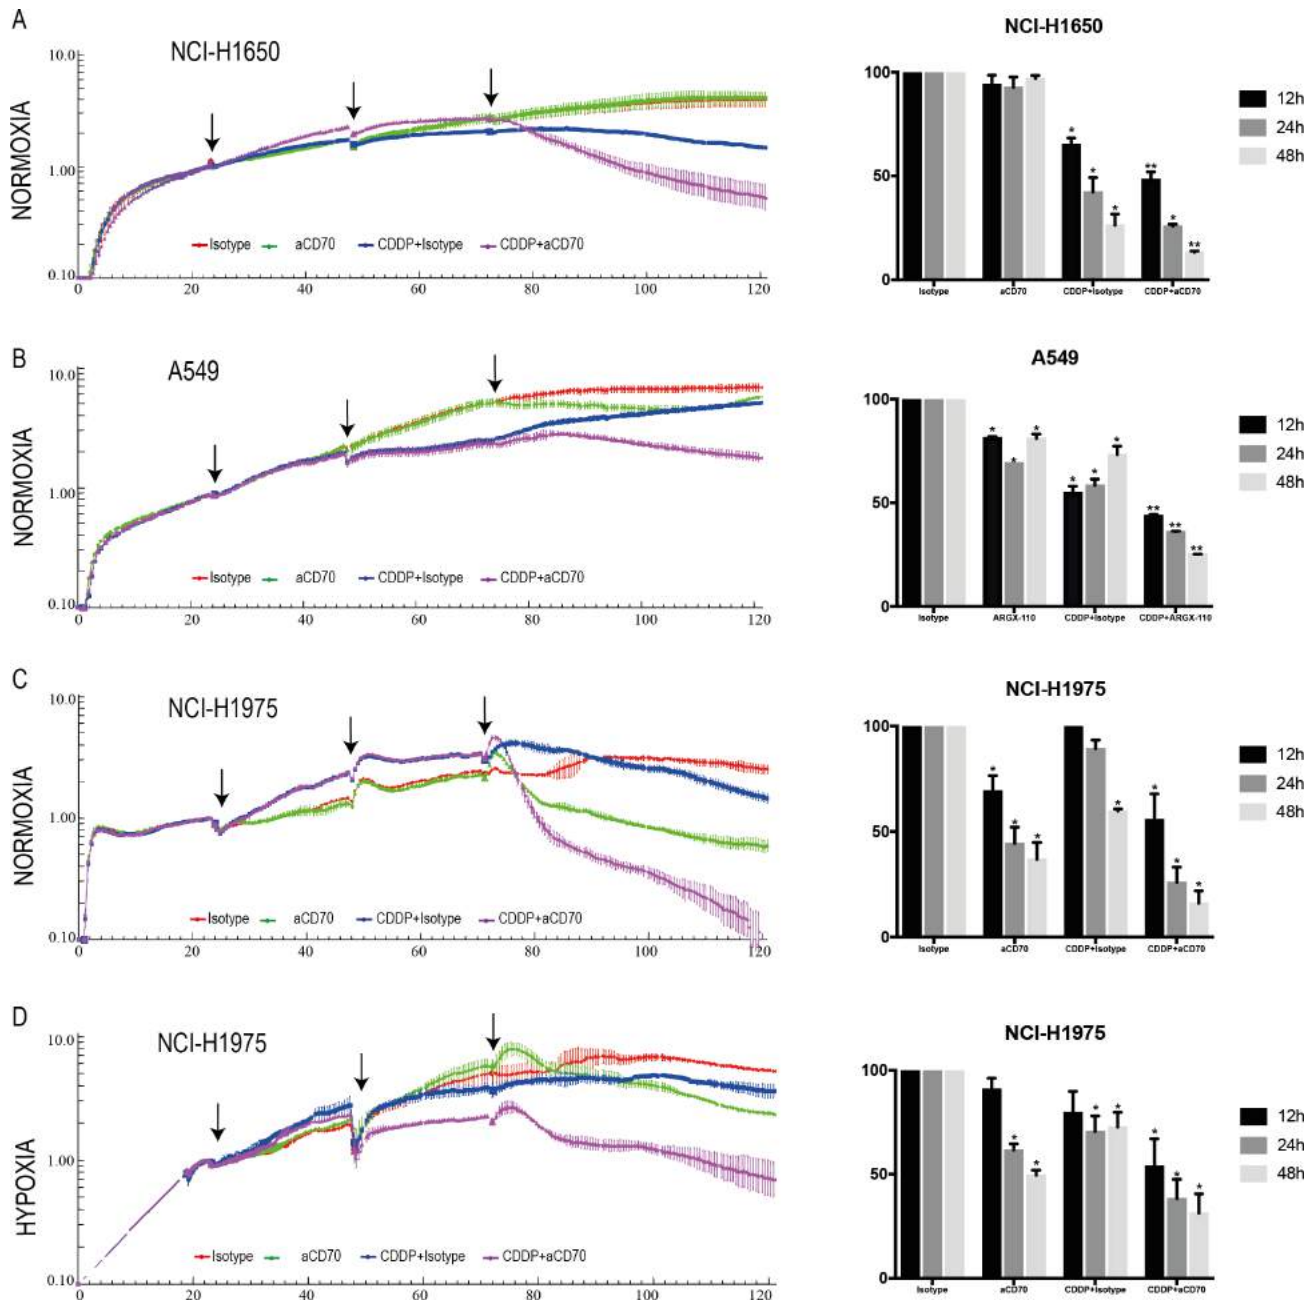 A
NCI-H1650
NORMOXIA
10.0
1.00
0.10
Isotype aCD70 CDDP+Isotype CDDP+aCD70
0 20 40 60 80 100 120
NCI-H1650
100
50
0
* * * ** * **
Isotype aCD70 CDDP+Isotype CDDP+aCD70
12h
24h
48h
B
A549
NORMOXIA
10.0
1.00
0.10
Isotype aCD70 CDDP+Isotype CDDP+aCD70
0 20 40 60 80 100 120
A549
100
50
0
* * * * * * ** ** **
Isotype ARGX-110 CDDP+Isotype CDDP+ARGX-110
12h
24h
48h
C
NCI-H1975
NORMOXIA
10.0
1.00
0.10
Isotype aCD70 CDDP+Isotype CDDP+aCD70
0 20 40 60 80 100 120
NCI-H1975
100
50
0
* * * * * * *
Isotype aCD70 CDDP+Isotype CDDP+aCD70
12h
24h
48h
D
NCI-H1975
HYPOXIA
10.0
1.00
0.10
Isotype aCD70 CDDP+Isotype CDDP+aCD70
0 20 40 60 80 100 120
NCI-H1975
100
50
0
* * * * * * *
Isotype aCD70 CDDP+Isotype CDDP+aCD70
12h
24h
48h